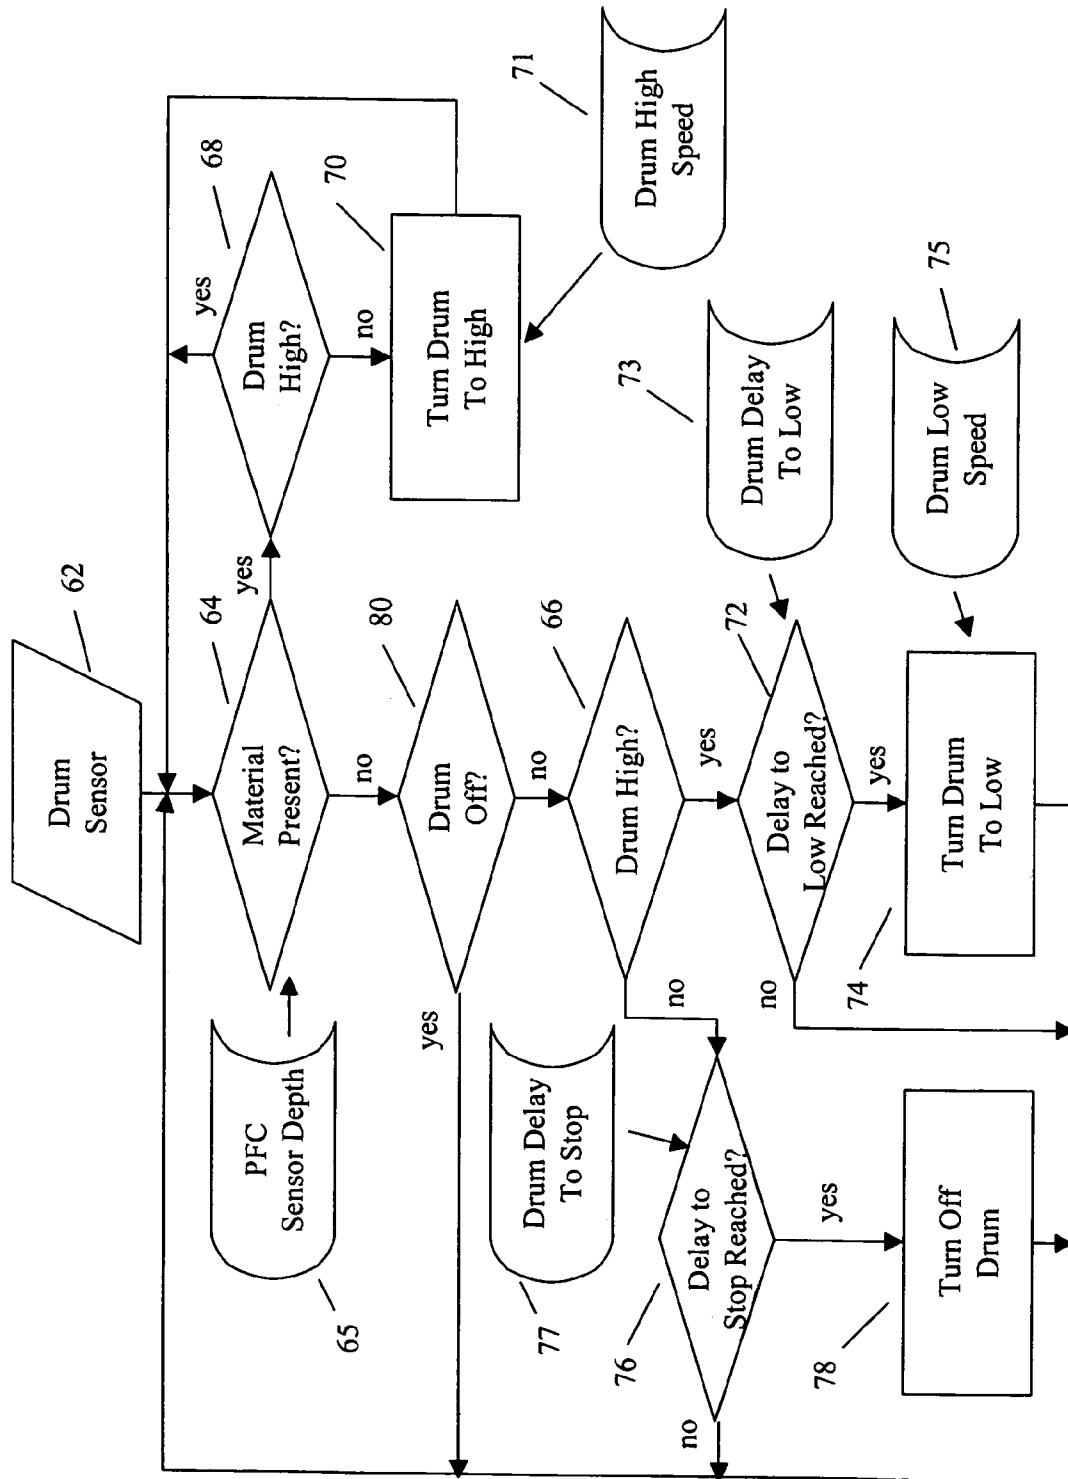 Drum
Sensor
62
Material
Present?
64
yes
no
PFC
Sensor Depth
65
Drum
High?
68
yes
no
Turn Drum
To High
70
Drum High
Speed
71
Drum
Off?
80
yes
no
Drum High?
66
yes
no
Delay to
Low Reached?
72
yes
no
Drum Delay
To Low
73
Turn Drum
To Low
74
Drum Low
Speed
75
Drum Delay
To Stop
77
Delay to
Stop Reached?
76
yes
no
Turn Off
Drum
78